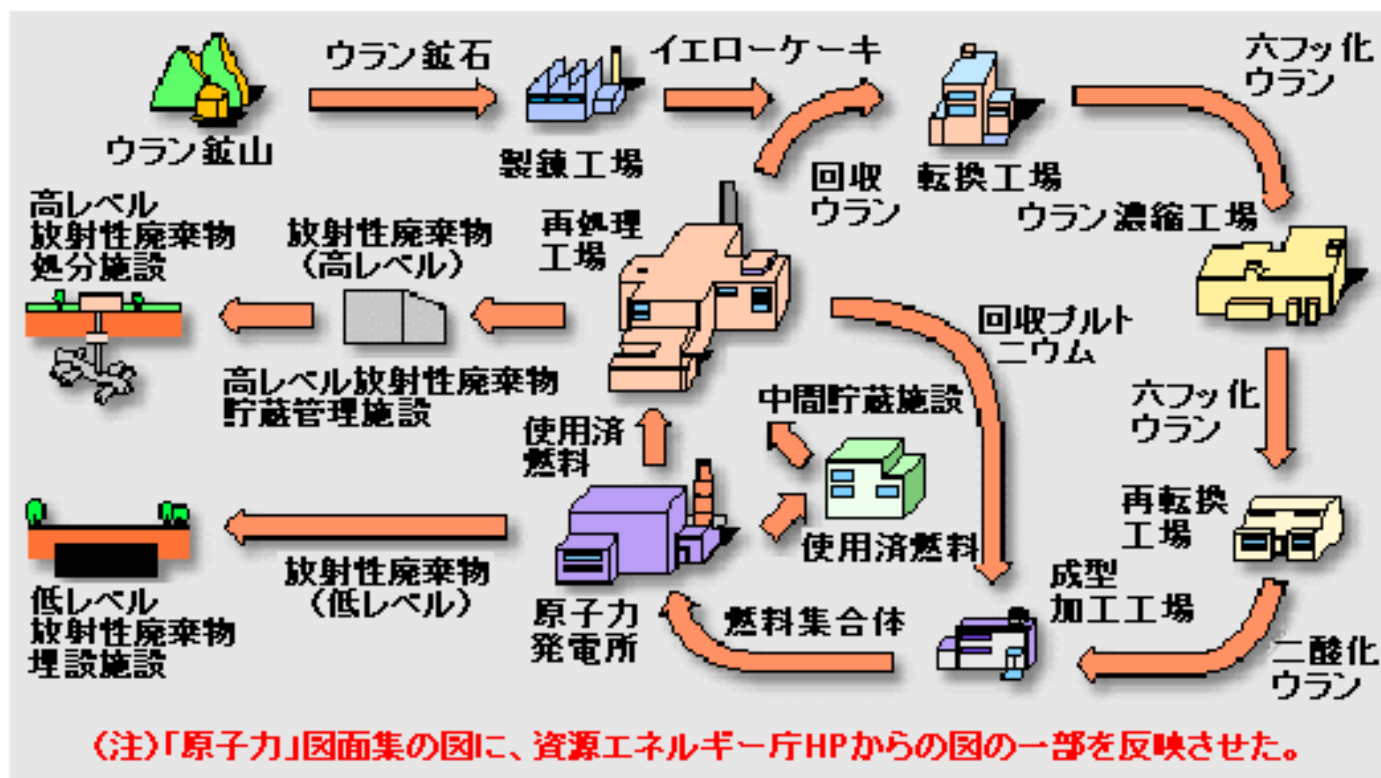 ウラン鉱石
イエローケーキ
六フッ化
ウラン
ウラン鉱山
製錬工場
回収
ウラン
転換工場
ウラン濃縮工場
高レベル
放射性廃棄物
処分施設
放射性廃棄物
（高レベル）
再処理
工場
回収プルト
ニウム
高レベル放射性廃棄物
貯蔵管理施設
中間貯蔵施設
六フッ化
ウラン
使用済
燃料
再転換
工場
使用済燃料
放射性廃棄物
（低レベル）
成型
加工工場
低レベル
放射性廃棄物
埋設施設
原子力
発電所
燃料集合体
二酸化
ウラン
（注）「原子力」図面集の図に、資源エネルギー庁HPからの図の一部を反映させた。